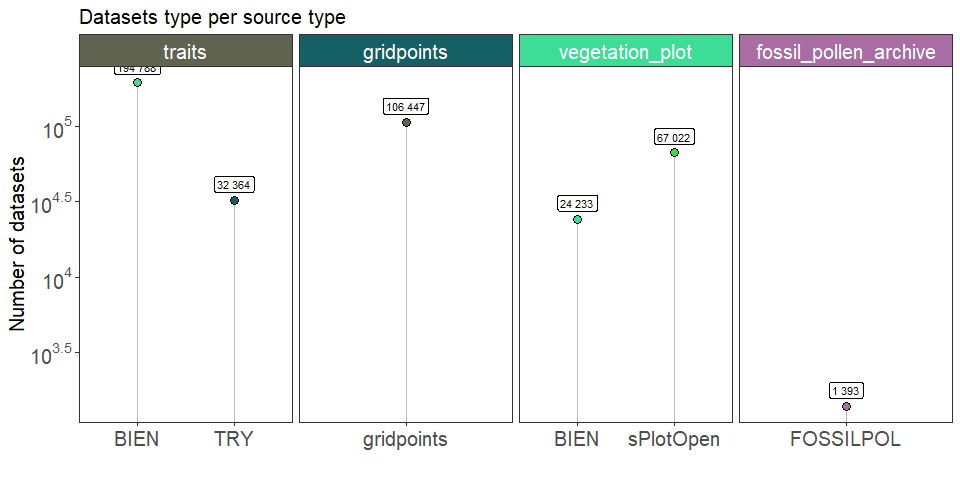 Datasets type per source type
traits
gridpoints
vegetation_plot
fossil_pollen_archive
Number of datasets
10^5
10^4.5
10^4
10^3.5
194 788
32 364
106 447
24 233
67 022
1 393
BIEN
TRY
gridpoints
BIEN
sPlotOpen
FOSSILPOL